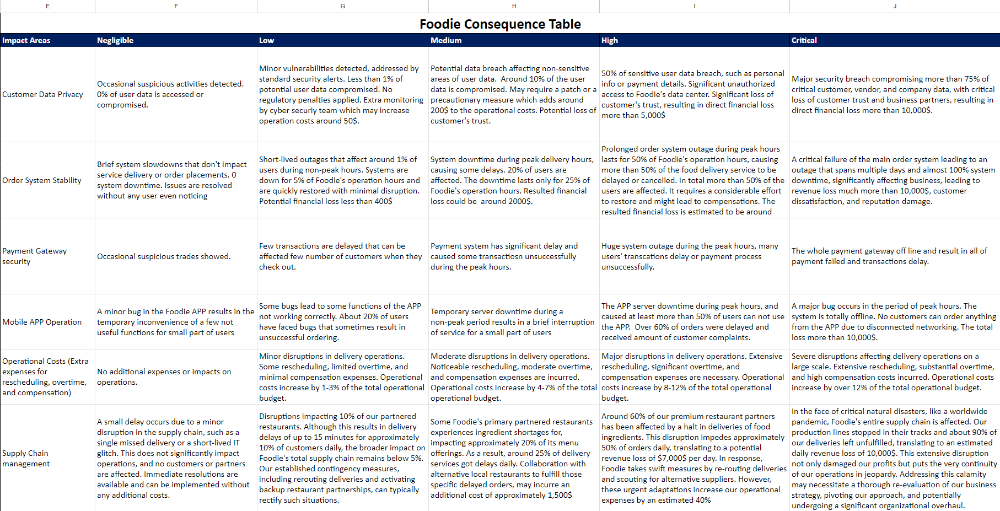 E F G H I J
Foodie Consequence Table
Impact Areas Negligible Low Medium High Critical
Customer Data Privacy
Occasional suspicious activities detected.
0% of user data is accessed or
compromised.
Minor vulnerabilities detected, addressed by
standard security alerts. Less than 1% of
potential user data compromised. No
regulatory penalties applied. Extra monitoring
by cyber securiy team which may increase
operation costs around 50$.
Potential data breach affecting non-sensitive
areas of user data.  Around 10% of the user
data is compromised. May require a patch or a
precautionary measure which adds around
200$ to the operational costs. Potential loss of
customer's trust.
50% of sensitive user data breach, such as personal
info or payment details. Significant unauthorized
access to Foodie's data center. Significant loss of
customer's trust, resulting in direct financial loss
more than 5,000$
Major security breach compromising more than 75% of
critical customer, vendor, and company data, with critical
loss of customer trust and business partners, resulting in
direct financial loss more than 10,000$.
Order System Stability
Brief system slowdowns that don't impact
service delivery or order placements. 0
system downtime. Issues are resolved
without any user even noticing
Short-lived outages that affect around 1% of
users during non-peak hours. Systems are
down for 5% of Foodie's operation hours and
are quickly restored with minimal disruption.
Potential financial loss less than 400$
System downtime during peak delivery hours,
causing some delays. 20% of users are
affected. The downtime lasts only for 25% of
Foodie's operation hours. Resulted financial
loss could be  around 2000$.
Prolonged order system outage during peak hours
lasts for 50% of Foodie's operation hours, causing
more than 50% of the food delivery service to be
delayed or cancelled. In total more than 50% of the
users are affected. It requires a considerable effort
to restore and might lead to compensations. The
resulted financial loss is estimated to be around
A critical failure of the main order system leading to an
outage that spans multiple days and almost 100% system
downtime, significantly affecting business, leading to
revenue loss much more than 10,000$, customer
dissatisfaction, and reputation damage.
Payment Gateway
security
Occasional suspicious trades showed.
Few transactions are delayed that can be
affected few number of customers when they
check out.
Payment system has significant delay and
caused some transactiosn unsuccessfully
during the peak hours.
Huge system outage during the peak hours, many
users' transcations delay or payment process
unsuccessfully.
The whole payment gateway off line and result in all of
payment failed and transactions delay.
Mobile APP Operation
A minor bug in the Foodie APP results in the
temporary inconvenience of a few not
useful functions for small part of users
Some bugs lead to some functions of the APP
not working correctly. About 20% of users
have faced bugs that sometimes result in
unsuccessful ordering.
Temporary server downtime during a
non-peak period results in a brief interruption
of service for a small part of users
The APP server downtime during peak hours, and
caused at least more than 50% of users can not use
the APP.  Over 60% of orders were delayed and
received amount of customer complaints.
A major bug occurs in the period of peak hours. The
system is totally offline. No customers can order anything
from the APP due to disconnected networking. The total
loss more than 10,000$.
Operational Costs (Extra
expenses for
rescheduling, overtime,
and compensation)
No additional expenses or impacts on
operations.
Minor disruptions in delivery operations.
Some rescheduling, limited overtime, and
minimal compensation expenses. Operational
costs increase by 1-3% of the total operational
budget.
Moderate disruptions in delivery operations.
Noticeable rescheduling, moderate overtime,
and compensation expenses are incurred.
Operational costs increase by 4-7% of the total
operational budget.
Major disruptions in delivery operations. Extensive
rescheduling, significant overtime, and
compensation expenses are necessary. Operational
costs increase by 8-12% of the total operational
budget.
Severe disruptions affecting delivery operations on a
large scale. Extensive rescheduling, substantial overtime,
and high compensation costs incurred. Operational costs
increase by over 12% of the total operational budget.
Supply Chain
management
A small delay occurs due to a minor
disruption in the supply chain, such as a
single missed delivery or a short-lived IT
glitch. This does not significantly impact
operations, and no customers or partners
are affected. Immediate resolutions are
available and can be implemented without
any additional costs.
Disruptions impacting 10% of our partnered
restaurants. Although this results in delivery
delays of up to 15 minutes for approximately
10% of customers daily, the broader impact on
Foodie's total supply chain remains below 5%.
Our established contingency measures,
including rerouting deliveries and activating
backup restaurant partnerships, can typically
rectify such situations.
Some Foodie's primary partnered restaurants
experiences ingredient shortages for,
impacting approximately 20% of its menu
offerings. As a result, around 25% of delivery
services got delays daily. Collaboration with
alternative local restaurants to fulfill those
specific delayed orders, may incurre an
additional cost of approximately 1,500$
Around 60% of our premium restaurant partners
has been affected by a halt in deliveries of food
ingredients. This disruption impedes approximately
50% of orders daily, translating to a potential
revenue loss of $7,000$ per day. In response,
Foodie takes swift measures by re-routing deliveries
and scouting for alternative suppliers. However,
these urgent adaptations increase our operational
expenses by an estimated 40%
In the face of critical natural disasters, like a worldwide
pandemic, Foodie's entire supply chain is affected. Our
production lines stopped in their tracks and about 90% of
our deliveries left unfulfilled, translating to an estimated
daily revenue loss of 10,000$. This extensive disruption
not only damaged our profits but puts the very continuity
of our operations in jeopardy. Addressing this calamity
may necessitate a thorough re-evaluation of our business
strategy, pivoting our approach, and potentially
undergoing a significant organizational overhaul.